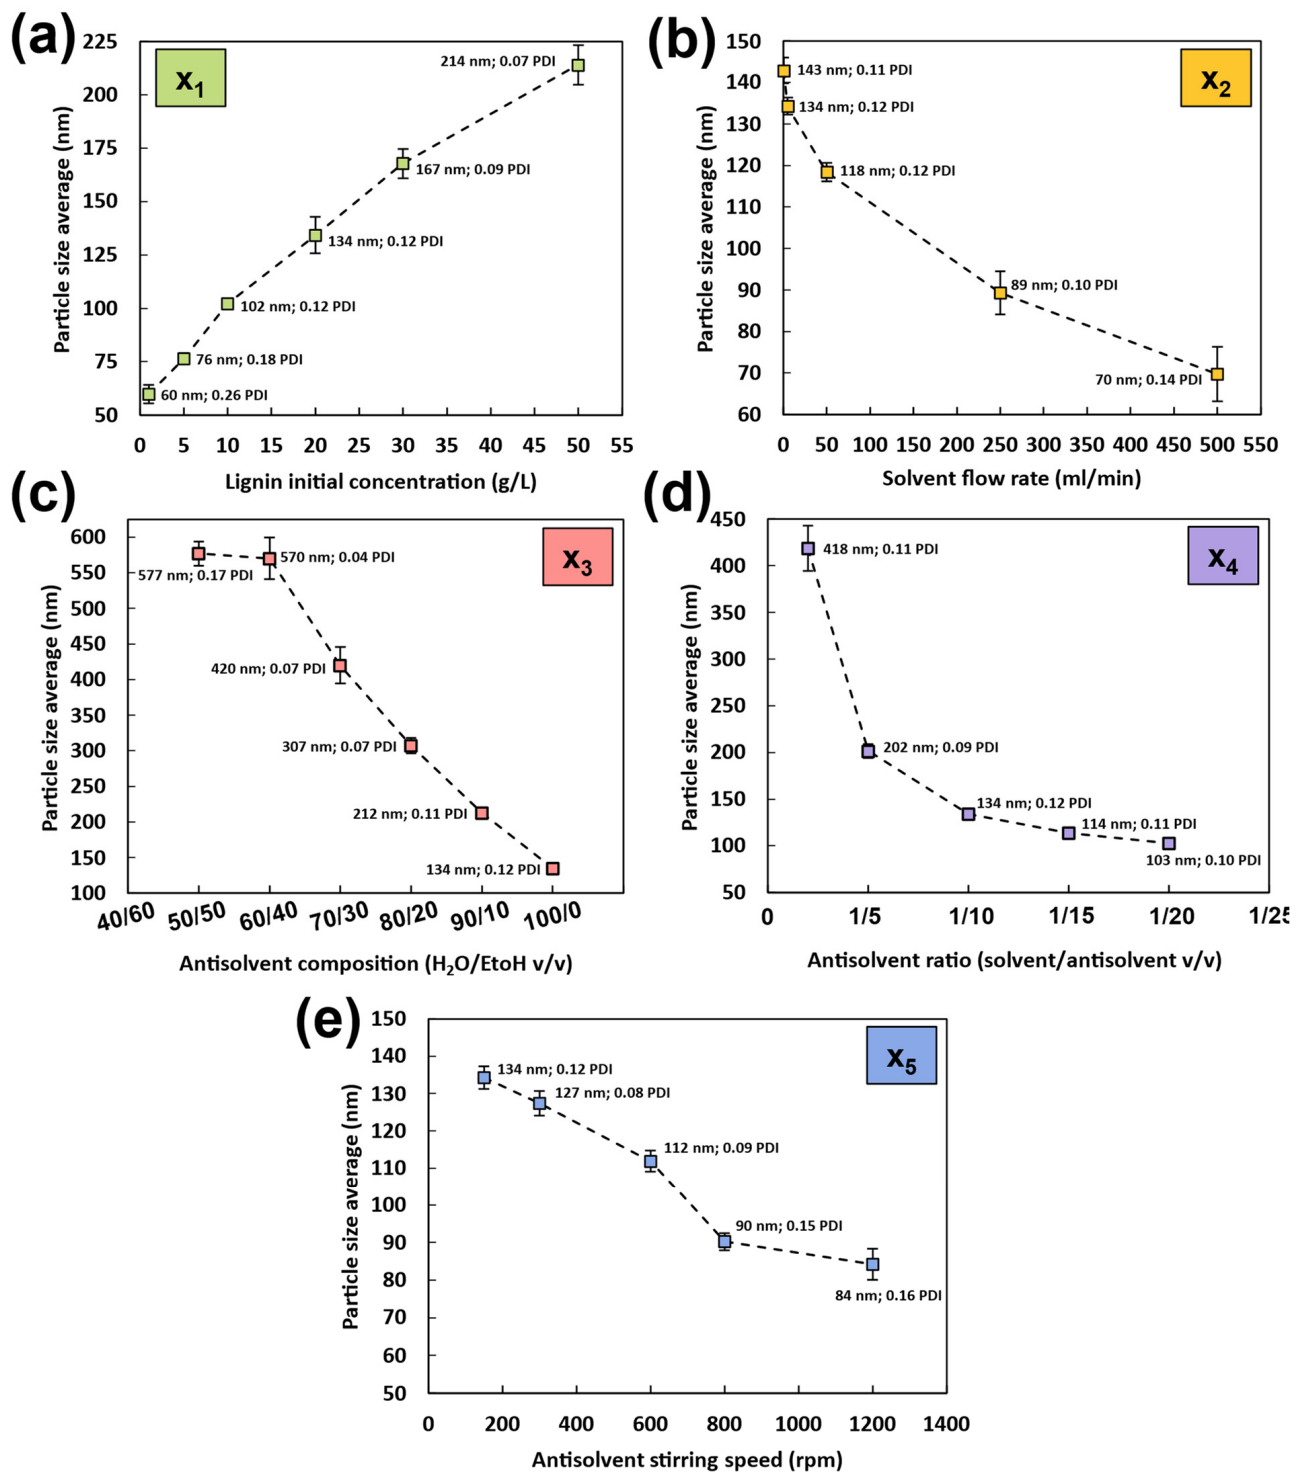 (a)
x1
Particle size average (nm)
225
200
175
150
125
100
75
50
214 nm; 0.07 PDI
167 nm; 0.09 PDI
134 nm; 0.12 PDI
102 nm; 0.12 PDI
76 nm; 0.18 PDI
60 nm; 0.26 PDI
0 5 10 15 20 25 30 35 40 45 50 55
Lignin initial concentration (g/L)
(b)
x2
Particle size average (nm)
150
140
130
120
110
100
90
80
70
60
143 nm; 0.11 PDI
134 nm; 0.12 PDI
118 nm; 0.12 PDI
89 nm; 0.10 PDI
70 nm; 0.14 PDI
0 50 100 150 200 250 300 350 400 450 500 550
Solvent flow rate (ml/min)
(c)
x3
Particle size average (nm)
600
550
500
450
400
350
300
250
200
150
100
577 nm; 0.17 PDI
570 nm; 0.04 PDI
420 nm; 0.07 PDI
307 nm; 0.07 PDI
212 nm; 0.11 PDI
134 nm; 0.12 PDI
40/60 50/50 60/40 70/30 80/20 90/10 100/0
Antisolvent composition (H2O/EtoH v/v)
(d)
x4
Particle size average (nm)
450
400
350
300
250
200
150
100
50
418 nm; 0.11 PDI
202 nm; 0.09 PDI
134 nm; 0.12 PDI
114 nm; 0.11 PDI
103 nm; 0.10 PDI
0 1/5 1/10 1/15 1/20 1/25
Antisolvent ratio (solvent/antisolvent v/v)
(e)
x5
Particle size average (nm)
150
140
130
120
110
100
90
80
70
60
50
134 nm; 0.12 PDI
127 nm; 0.08 PDI
112 nm; 0.09 PDI
90 nm; 0.15 PDI
84 nm; 0.16 PDI
0 200 400 600 800 1000 1200 1400
Antisolvent stirring speed (rpm)